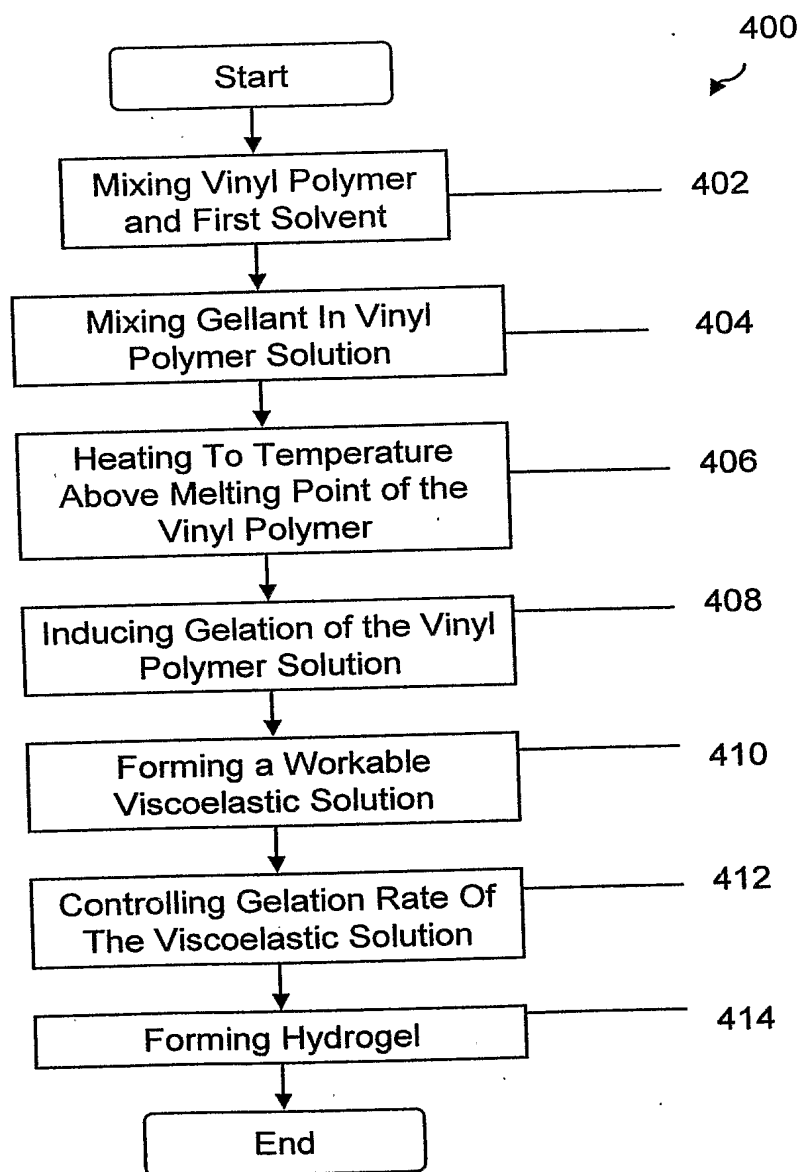 400
Start
Mixing Vinyl Polymer
and First Solvent
402
Mixing Gellant In Vinyl
Polymer Solution
404
Heating To Temperature
Above Melting Point of the
Vinyl Polymer
406
Inducing Gelation of the Vinyl
Polymer Solution
408
Forming a Workable
Viscoelastic Solution
410
Controlling Gelation Rate Of
The Viscoelastic Solution
412
Forming Hydrogel
414
End